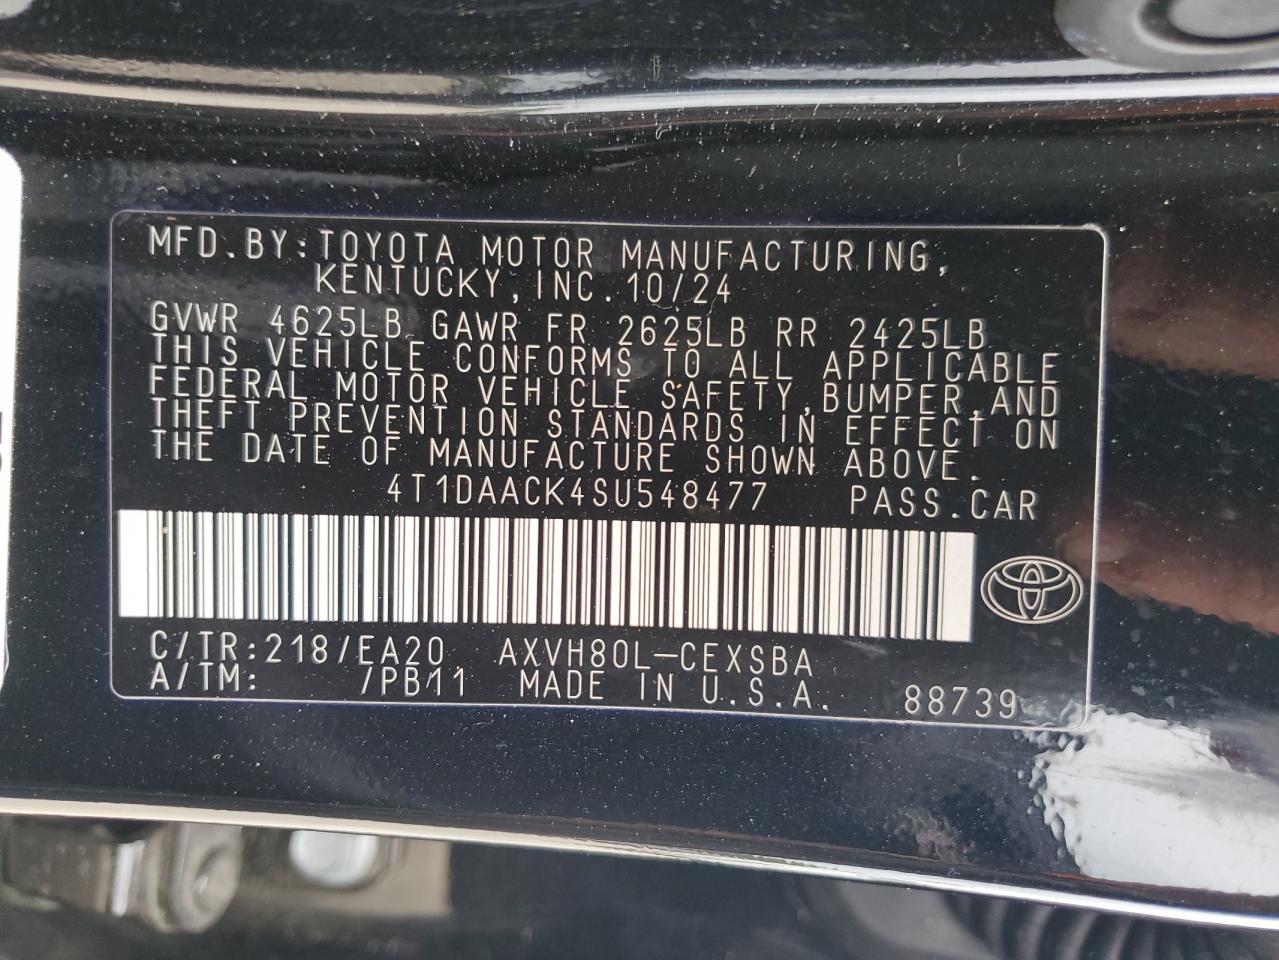 MFD.BY:TOYOTA MOTOR MANUFACTURING,
KENTUCKY,INC.10/24
GVWR 4625LB GAWR FR 2625LB RR 2425LB
THIS VEHICLE CONFORMS TO ALL APPLICABLE
FEDERAL MOTOR VEHICLE SAFETY,BUMPER,AND
THEFT PREVENTION STANDARDS IN EFFECT ON
THE DATE OF MANUFACTURE SHOWN ABOVE.
4T1DAACK4SU548477 PASS.CAR
C/TR:218/EA20 AXVH80L-CEXSBA
A/TM: /PB11 MADE IN U.S.A. 88739